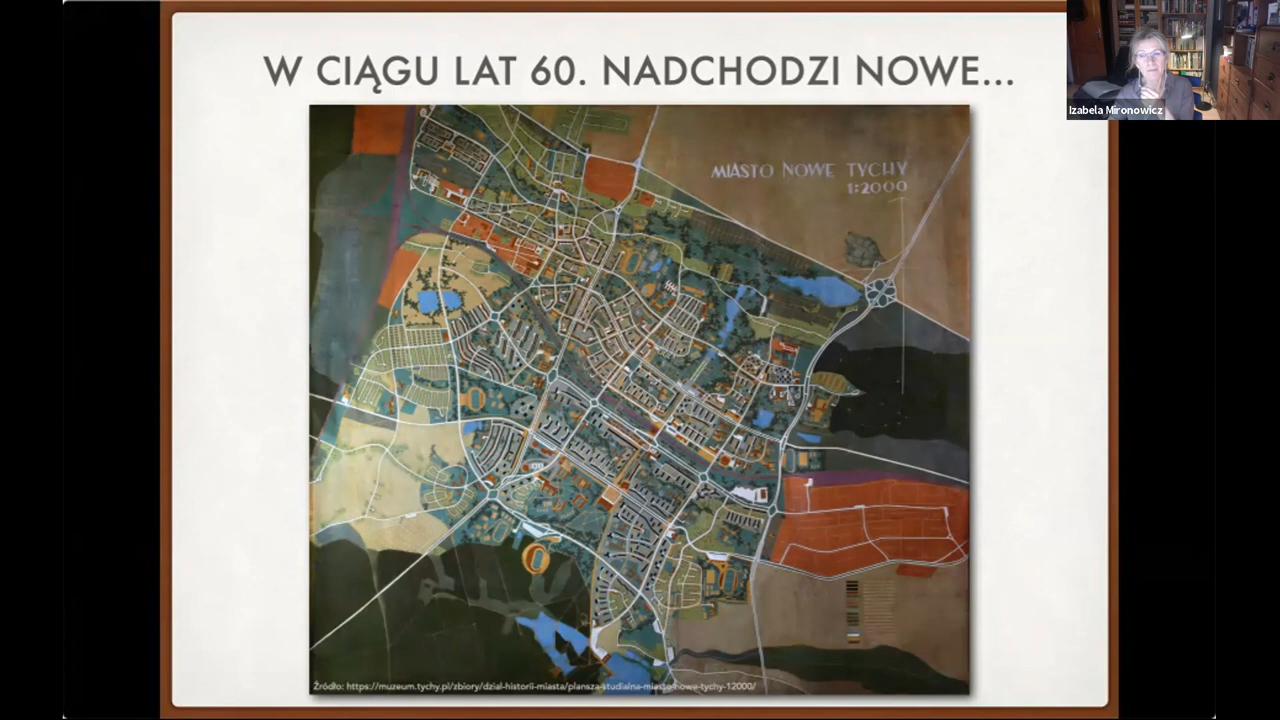 W CIĄGU LAT 60. NADCHODZI NOWE...
Izabela Mironowicz
MIASTO NOWE TYCHY
1:2000
Źródło: https://muzeum.tychy.pl/zbiory/dzial-historii-miasta/plansza-studialna-miasto-nowe-tychy-12000/